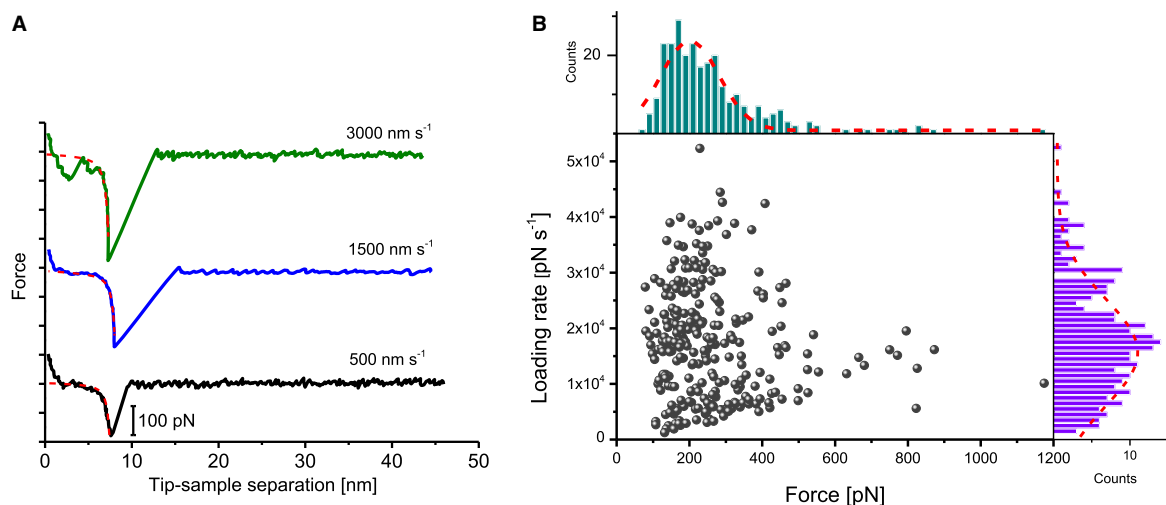 A
3000 nm s⁻¹
1500 nm s⁻¹
500 nm s⁻¹
100 pN
Force
0 10 20 30 40 50
Tip-sample separation [nm]
B
Counts
20
5x10⁴
4x10⁴
3x10⁴
2x10⁴
1x10⁴
0
Loading rate [pN s⁻¹]
0 200 400 600 800 1000 1200
Force [pN]
10
Counts